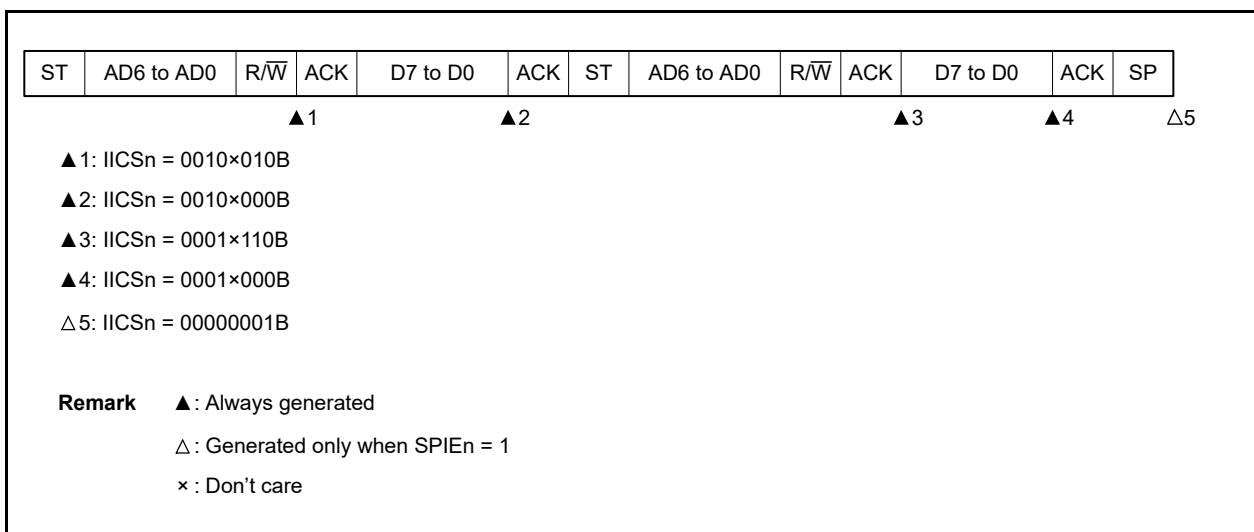 ST AD6 to AD0 R/W̅ ACK D7 to D0 ACK ST AD6 to AD0 R/W̅ ACK D7 to D0 ACK SP
▲1 ▲2 ▲3 ▲4 △5
▲1: IICSn = 0010×010B
▲2: IICSn = 0010×000B
▲3: IICSn = 0001×110B
▲4: IICSn = 0001×000B
△5: IICSn = 00000001B
Remark ▲: Always generated
△: Generated only when SPIEn = 1
×: Don't care